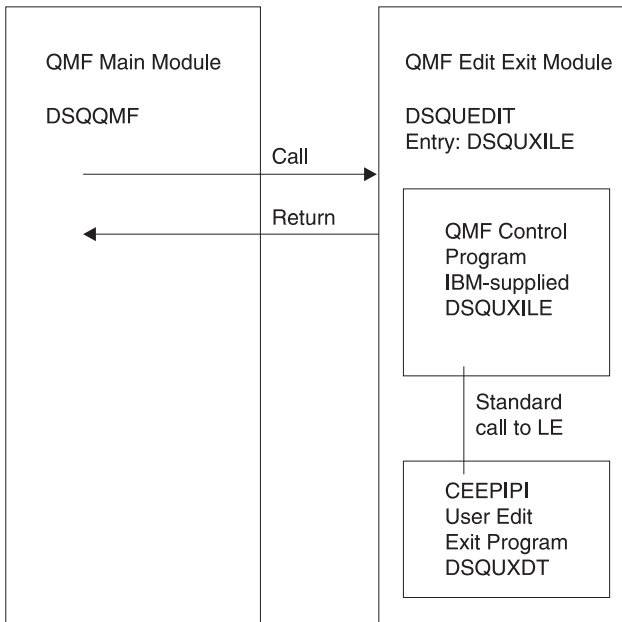 QMF Main Module
DSQQMF
Call
Return
QMF Edit Exit Module
DSQUEDIT
Entry: DSQUXILE
QMF Control
Program
IBM-supplied
DSQUXILE
Standard
call to LE
CEEPIPI
User Edit
Exit Program
DSQUXDT